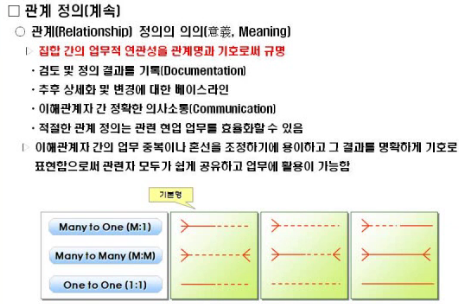 □ 관계 정의(계속)
○ 관계(Relationship) 정의의 의의(意義, Meaning)
▷ 집합 간의 업무적 연관성을 관계명과 기호로써 규명
· 검토 및 정의 결과를 기록(Documentation)
· 추후 상세화 및 변경에 대한 베이스라인
· 이해관계자 간 정확한 의사소통(Communication)
· 적절한 관계 정의는 관련 현업 업무를 효율화할 수 있음
▷ 이해관계자 간의 업무 중복이나 혼선을 조정하기에 용이하고 그 결과를 명확하게 기호로
표현함으로써 관련자 모두가 쉽게 공유하고 업무에 활용이 가능함
기본형
Many to One (M:1)
Many to Many (M:M)
One to One (1:1)